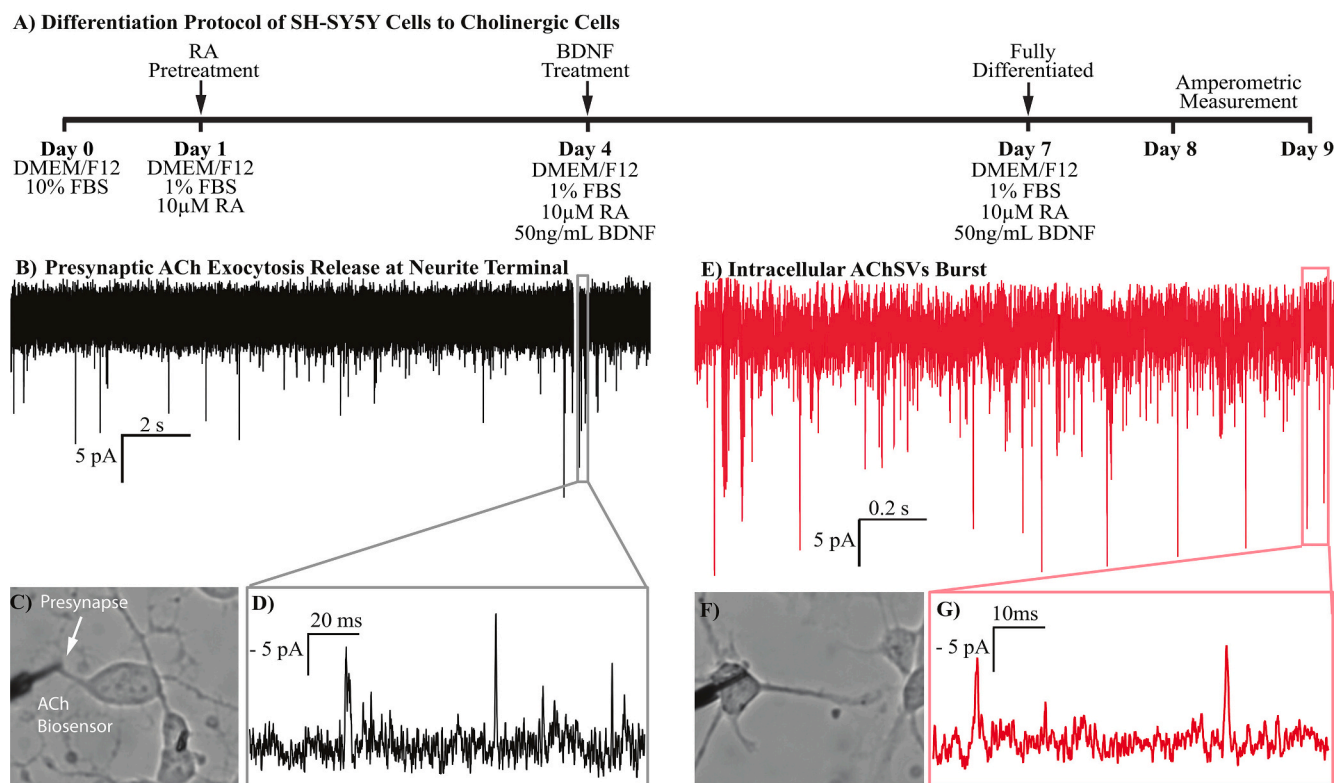 A) Differentiation Protocol of SH-SY5Y Cells to Cholinergic Cells
RA
Pretreatment
BDNF
Treatment
Fully
Differentiated
Amperometric
Measurement
Day 0
DMEM/F12
10% FBS
Day 1
DMEM/F12
1% FBS
10µM RA
Day 4
DMEM/F12
1% FBS
10µM RA
50ng/mL BDNF
Day 7
DMEM/F12
1% FBS
10µM RA
50ng/mL BDNF
Day 8
Day 9
B) Presynaptic ACh Exocytosis Release at Neurite Terminal
2 s
5 pA
E) Intracellular AChSVs Burst
0.2 s
5 pA
C)
Presynapse
ACh
Biosensor
D)
20 ms
- 5 pA
F)
G)
10ms
- 5 pA